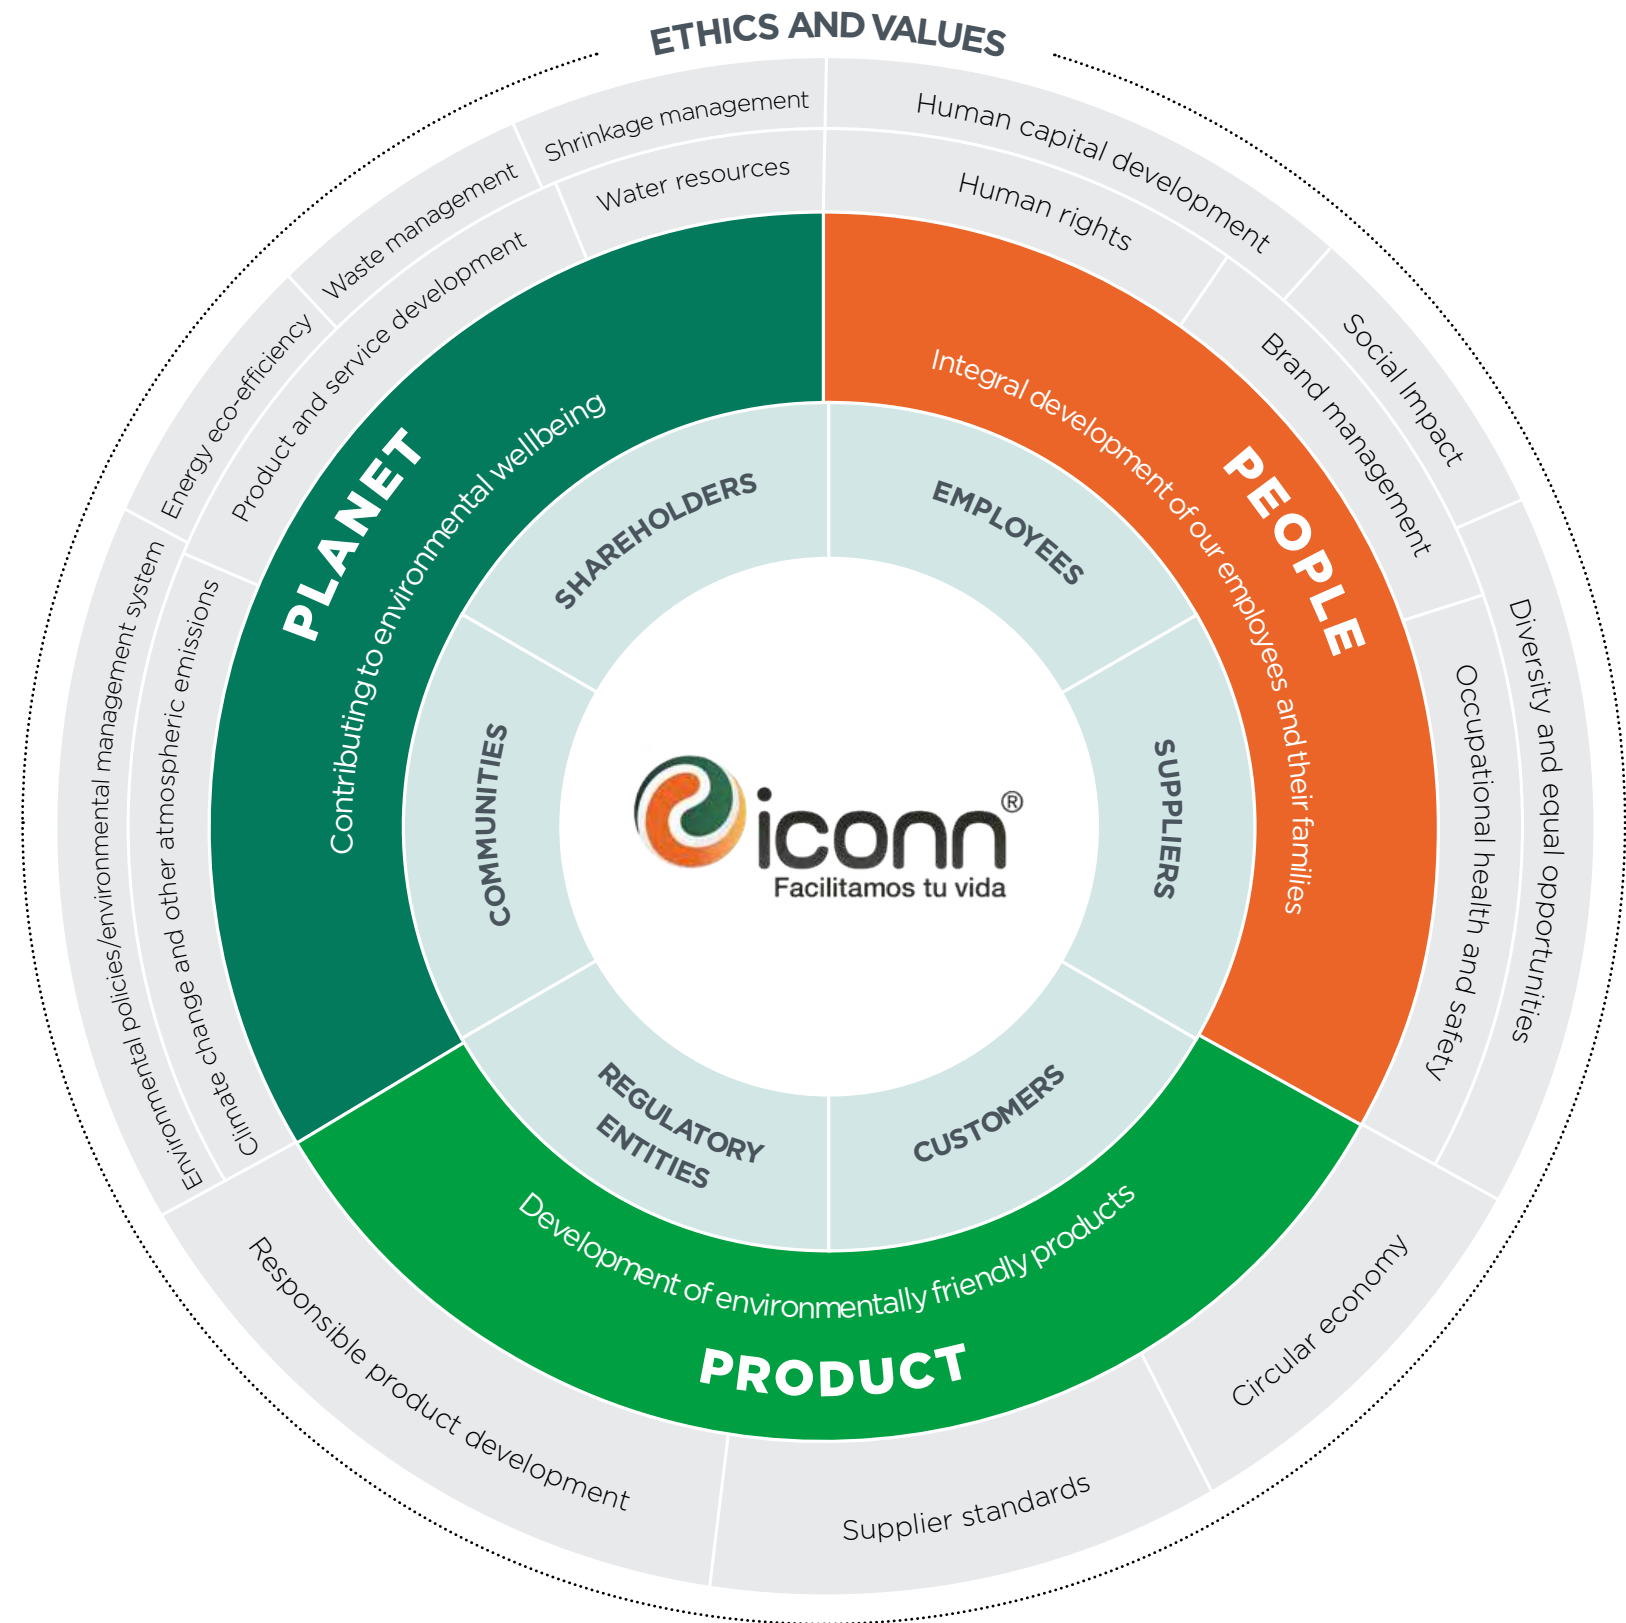 ETHICS AND VALUES
Shrinkage management
Human capital development
Water resources
Human rights
Waste management
Product and service development
Energy eco-efficiency
Environmental policies/environmental management system
Climate change and other atmospheric emissions
Social Impact
Brand management
Diversity and equal opportunities
Occupational health and safety
PLANET
Contributing to environmental wellbeing
PEOPLE
Integral development of our employees and their families
SHAREHOLDERS
EMPLOYEES
COMMUNITIES
SUPPLIERS
iconn®
Facilitamos tu vida
REGULATORY
ENTITIES
CUSTOMERS
Development of environmentally friendly products
PRODUCT
Responsible product development
Supplier standards
Circular economy